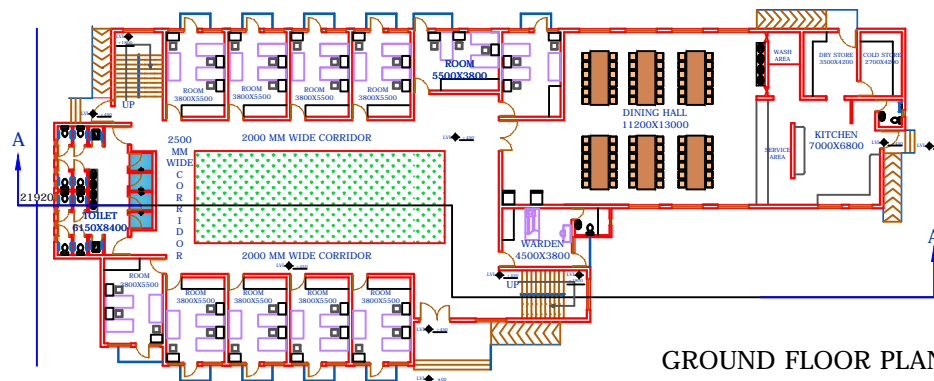 ROOM
3800X5500
ROOM
3800X5500
ROOM
3800X5500
ROOM
3800X5500
ROOM
5500X3800
UP
DINING HALL
11200X13000
WASH
AREA
DRY STORE
3500X4200
COLD STORE
2700X4200
KITCHEN
7000X6800
SERVICE
AREA
2000 MM WIDE CORRIDOR
2500
MM
WIDE
CORRIDOR
A
21920
TOILET
6150X8400
2000 MM WIDE CORRIDOR
WARDEN
4500X3800
UP
ROOM
3800X5500
ROOM
3800X5500
ROOM
3800X5500
ROOM
3800X5500
ROOM
3800X5500
A
GROUND FLOOR PLAN